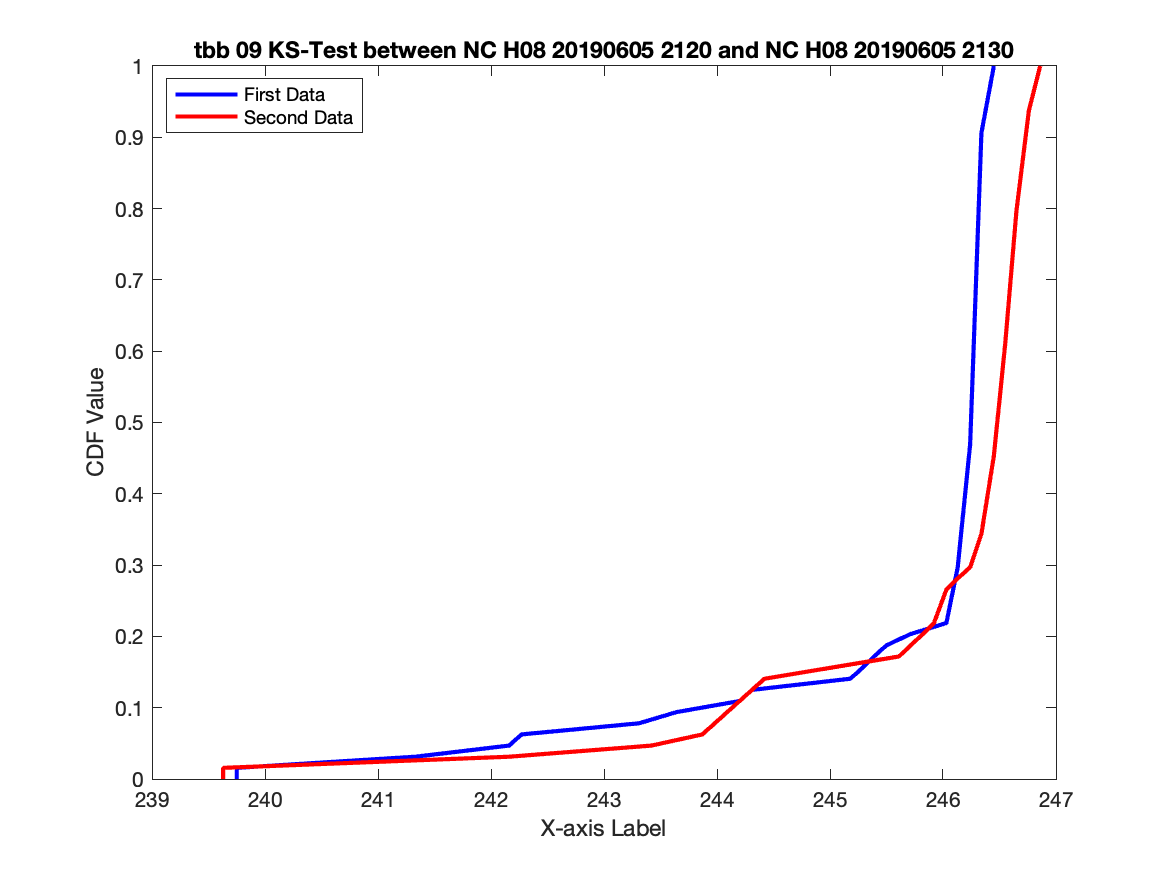 tbb 09 KS-Test between NC H08 20190605 2120 and NC H08 20190605 2130
First Data
Second Data
1
0.9
0.8
0.7
0.6
0.5
0.4
0.3
0.2
0.1
0
CDF Value
239 240 241 242 243 244 245 246 247
X-axis Label